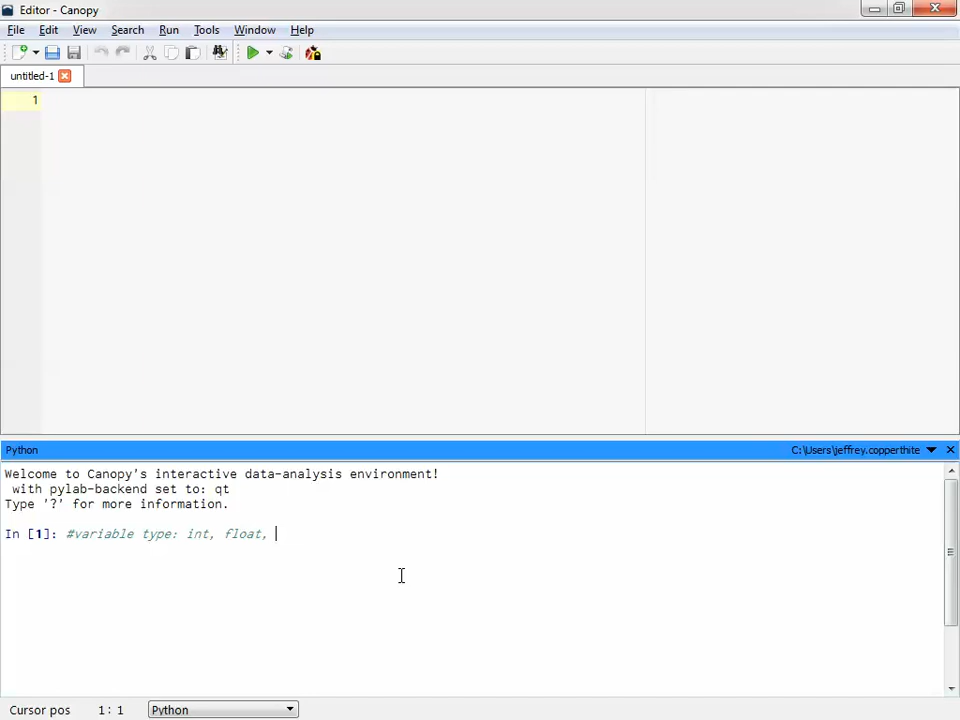 Editor - Canopy
File Edit View Search Run Tools Window Help
untitled-1
1
Python C:\Users\jeffrey.copperthite
Welcome to Canopy's interactive data-analysis environment!
with pylab-backend set to: qt
Type '?' for more information.
In [1]: #variable type: int, float,
Cursor pos 1: 1 Python